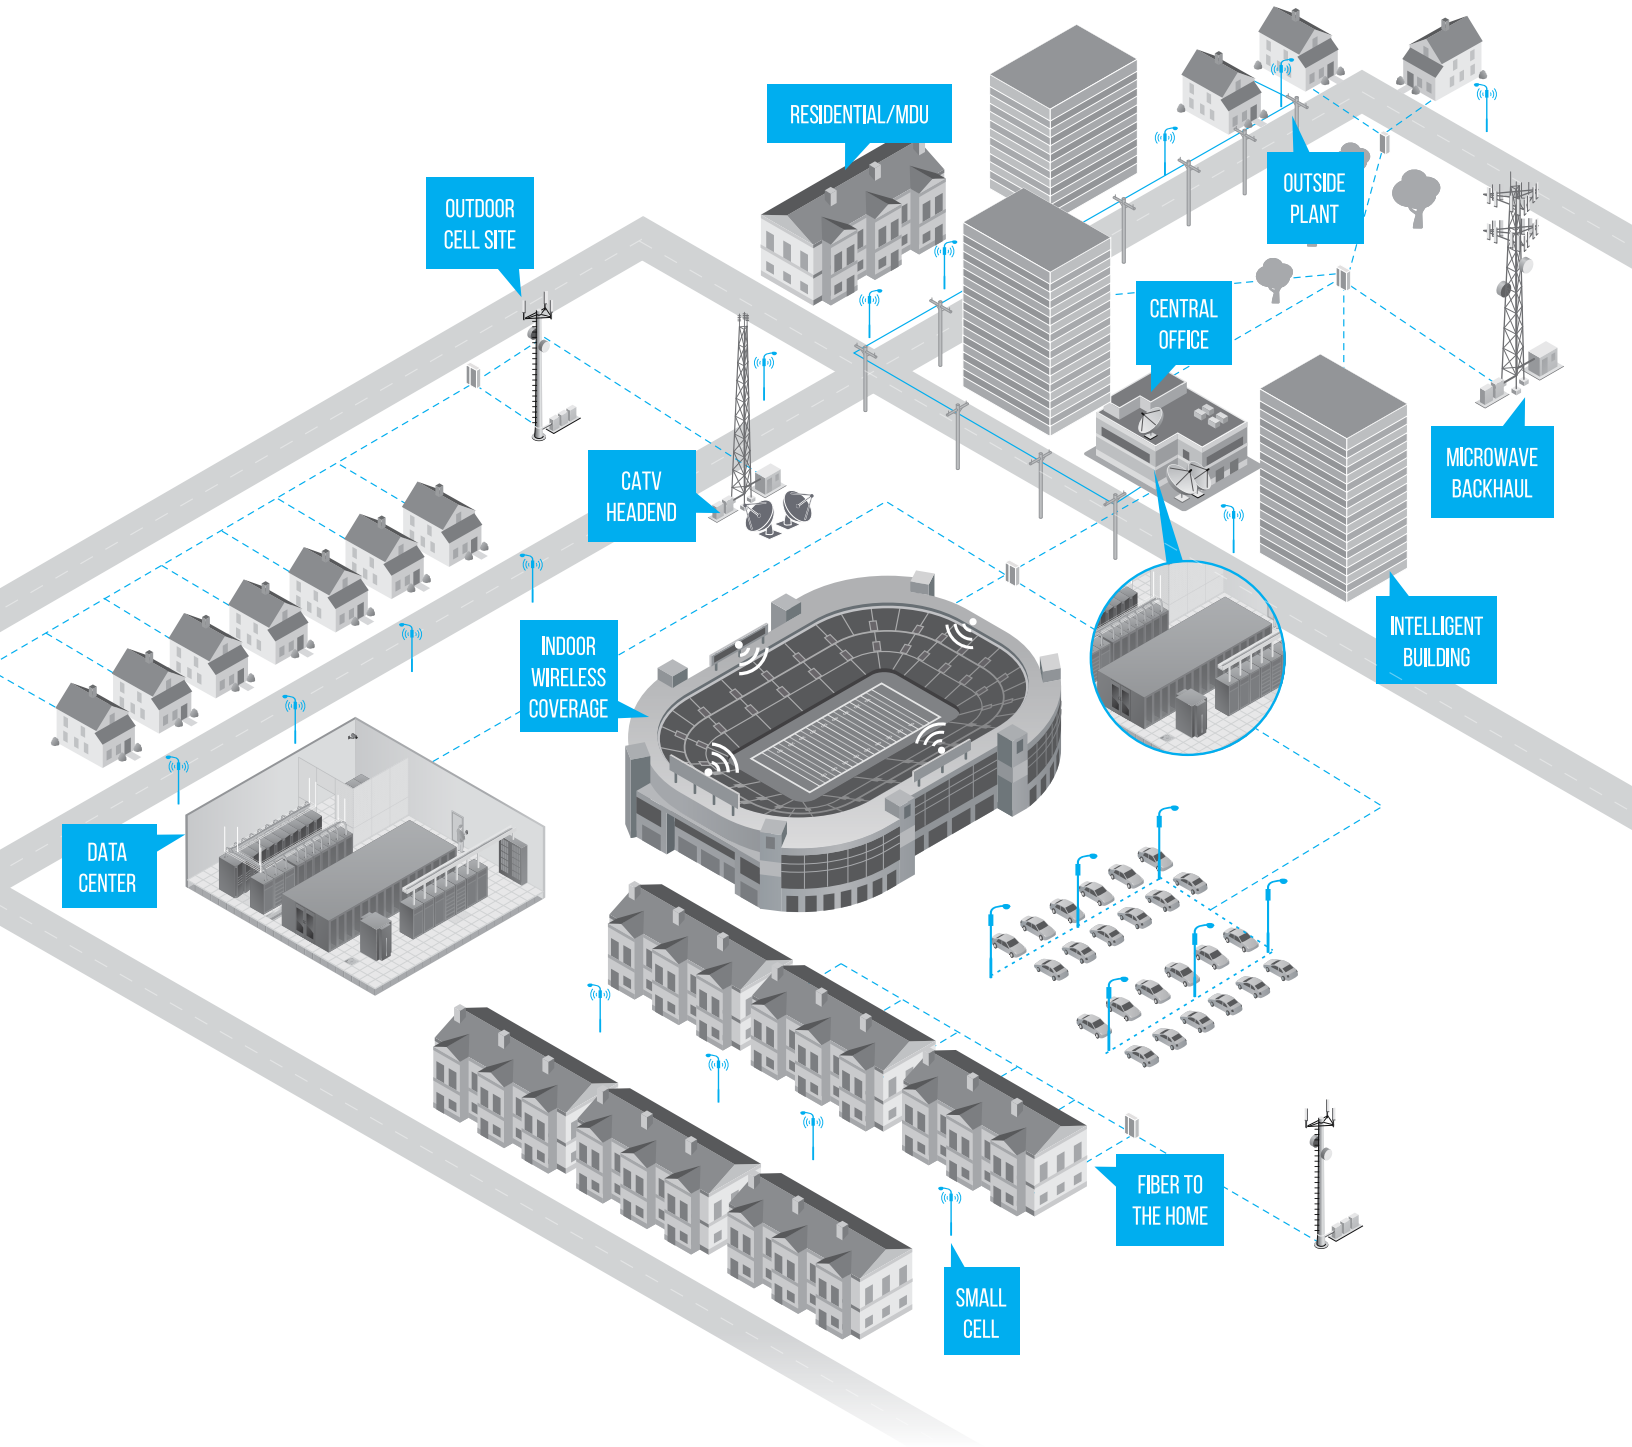 RESIDENTIAL/MDU
OUTDOOR
CELL SITE
OUTSIDE
PLANT
CENTRAL
OFFICE
CATV
HEADEND
MICROWAVE
BACKHAUL
INDOOR
WIRELESS
COVERAGE
INTELLIGENT
BUILDING
DATA
CENTER
FIBER TO
THE HOME
SMALL
CELL